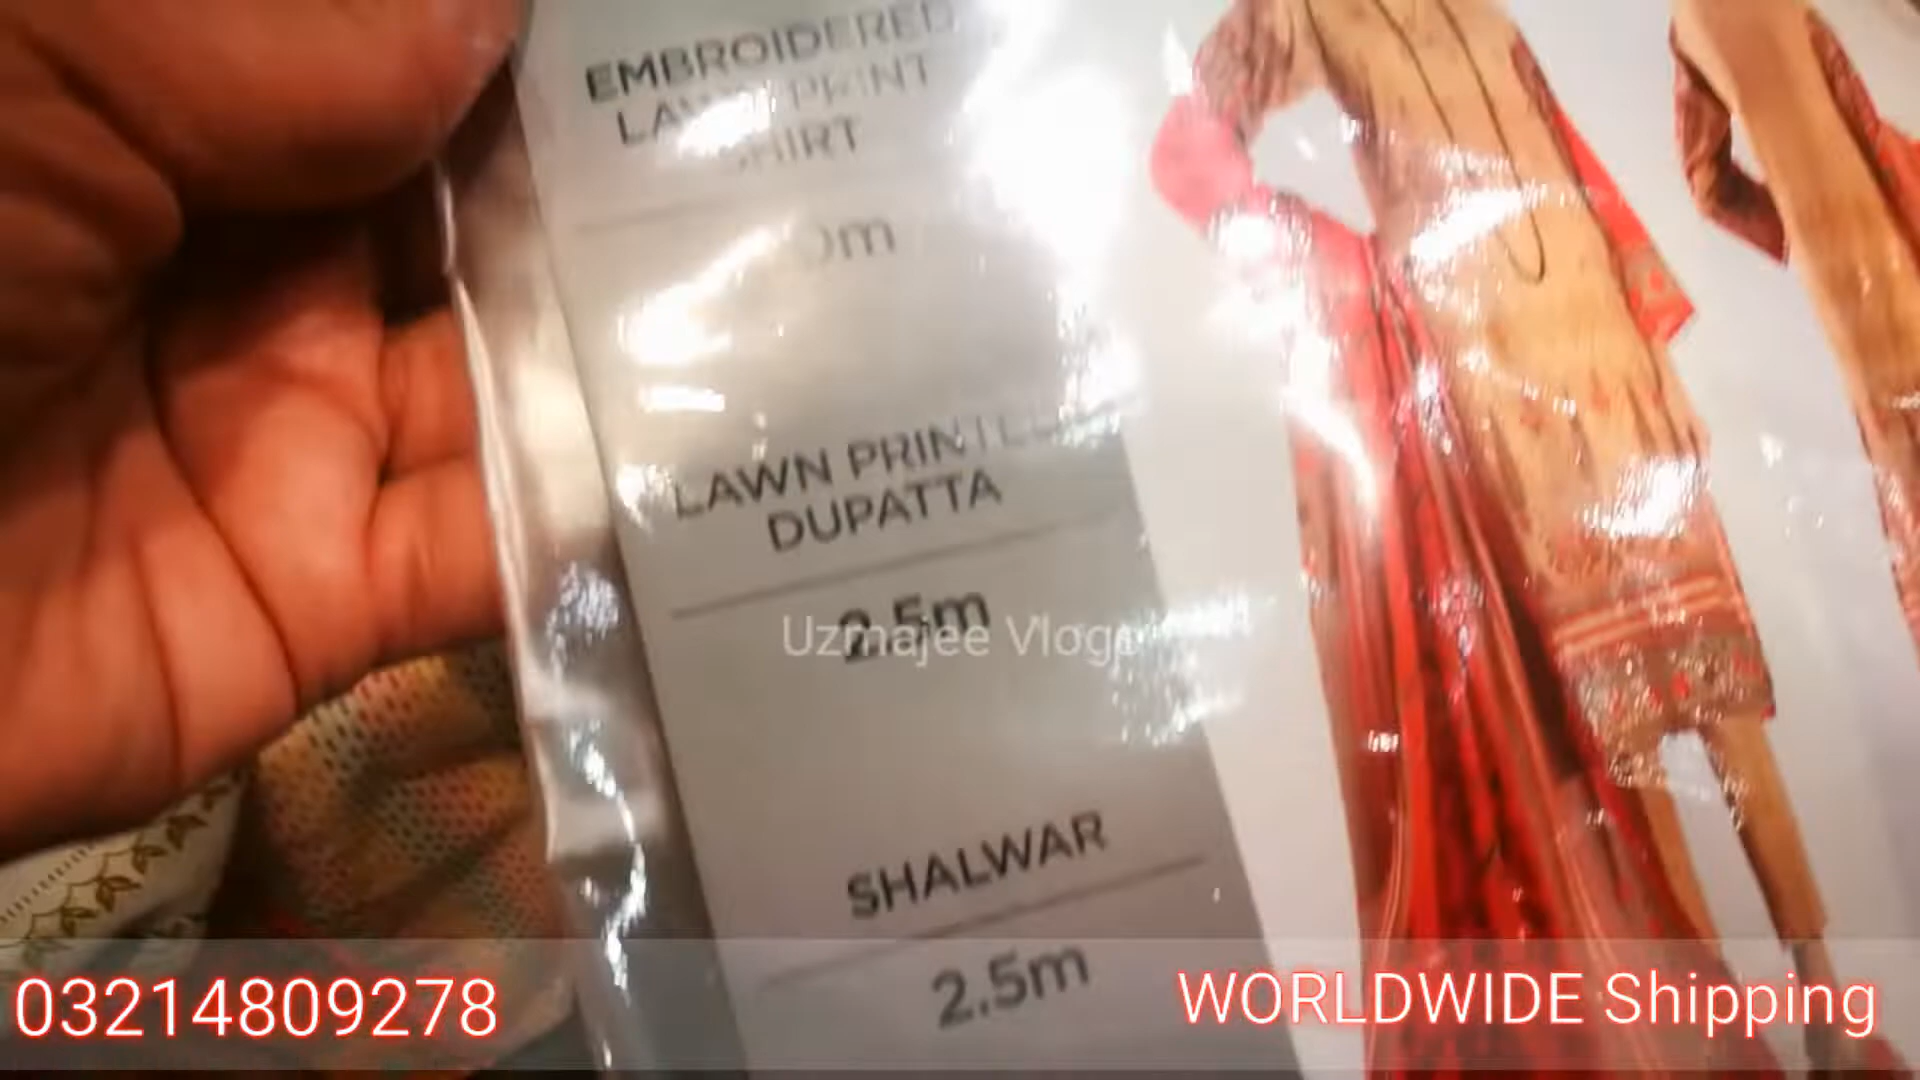 EMBROIDERED
LAWN PRINT
SHIRT
LAWN PRINTED
DUPATTA
2.5m
Uzmajee Vlogs
SHALWAR
2.5m
03214809278
WORLDWIDE Shipping